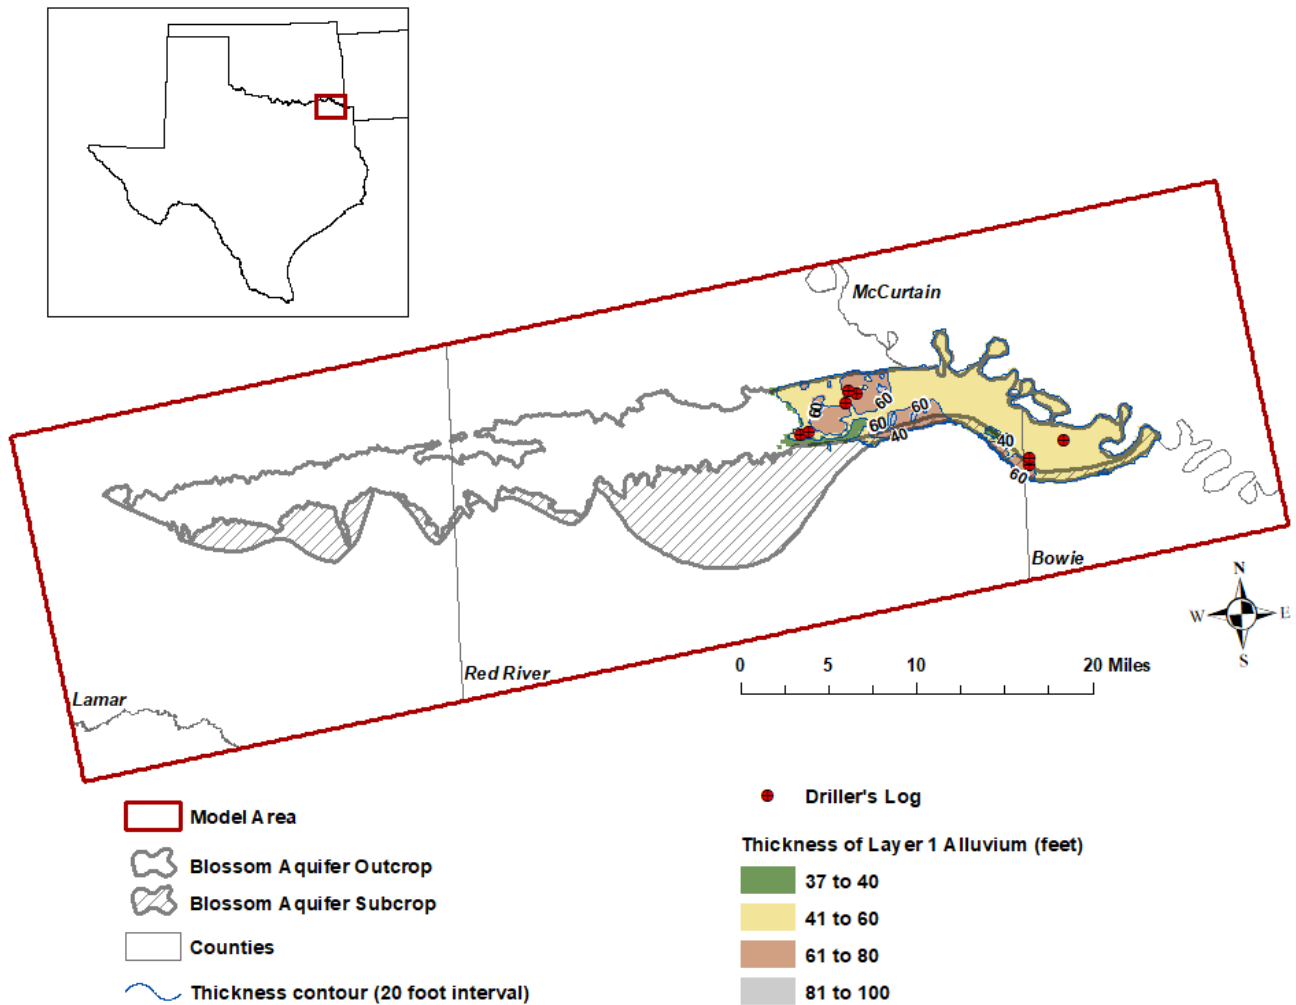 McCurtain
60
60
60
60
40
40
60
Bowie
N
W
E
S
Red River
Lamar
0
5
10
20 Miles
Model Area
Blossom Aquifer Outcrop
Blossom Aquifer Subcrop
Counties
Thickness contour (20 foot interval)
Driller's Log
Thickness of Layer 1 Alluvium (feet)
37 to 40
41 to 60
61 to 80
81 to 100